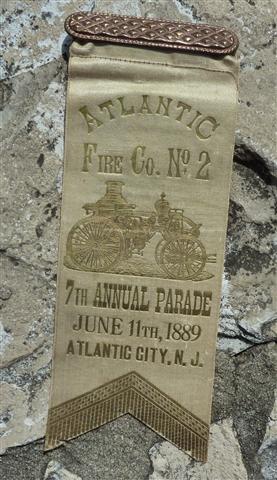 ATLANTIC
FIRE CO. No. 2
7TH ANNUAL PARADE
JUNE 11TH, 1889
ATLANTIC CITY, N. J.